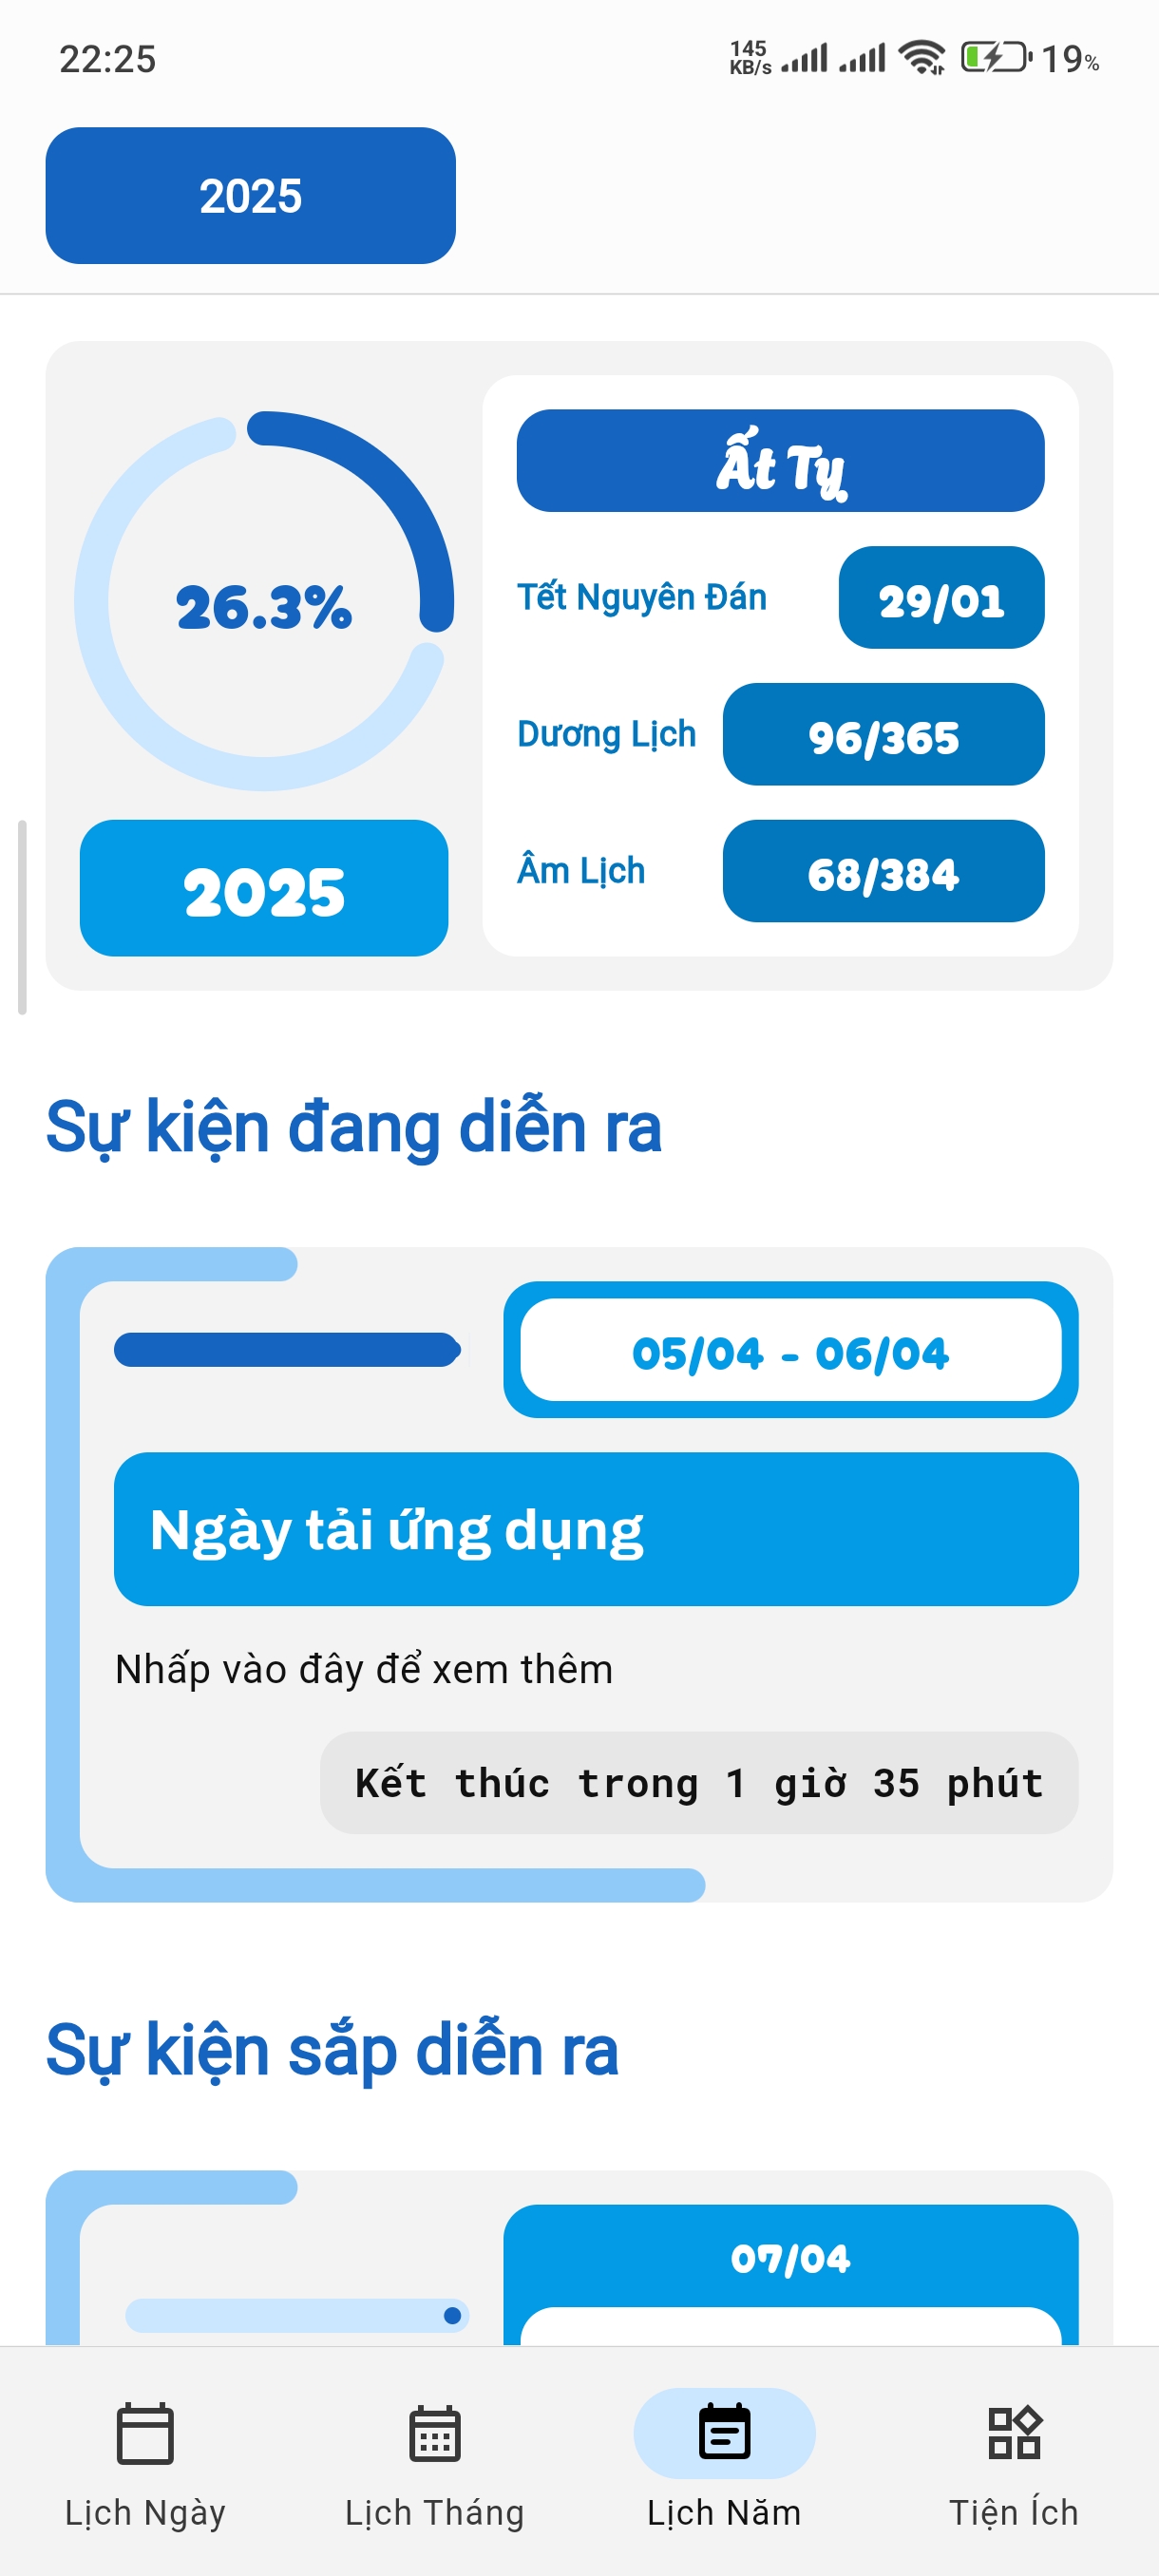 22:25
145
KB/s
19%
2025
26.3%
2025
Ất Tỵ
Tết Nguyên Đán
29/01
Dương Lịch
96/365
Âm Lịch
68/384
Sự kiện đang diễn ra
05/04 - 06/04
Ngày tải ứng dụng
Nhấp vào đây để xem thêm
Kết thúc trong 1 giờ 35 phút
Sự kiện sắp diễn ra
07/04
Lịch Ngày
Lịch Tháng
Lịch Năm
Tiện Ích